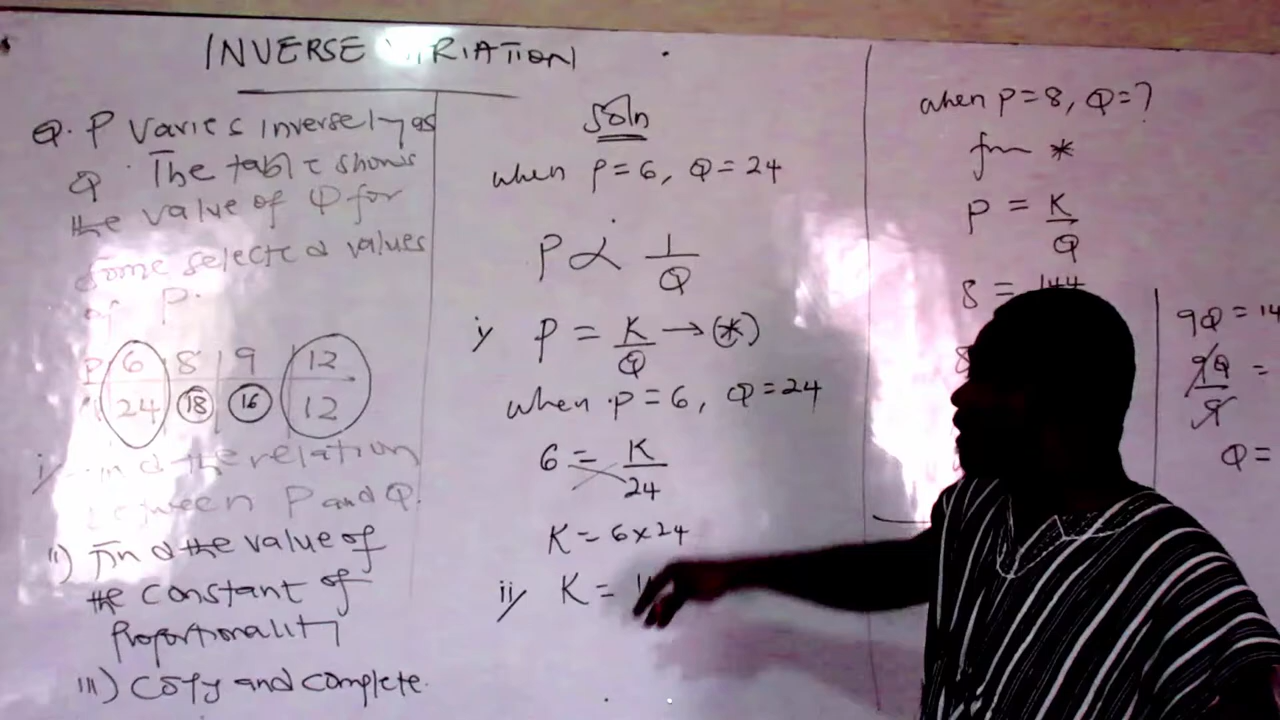 INVERSE RIATION
Q. P varies inversely as
Q. The table shows
the value of Q for
some selected values
of P.
P 6 8 9 12
24 18 16 12
i/ find the relation
between P and Q.
ii) Find the value of
the constant of
Proportionality
iii) Copy and complete.
Soln
when P = 6, Q = 24
P ∝ 1/Q
i/ P = K/Q → (*)
when P = 6, Q = 24
6 = K/24
K = 6 × 24
ii/ K =
when P = 8, Q = ?
from *
P = K/Q
8 = 144
8
9Q = 14
9Q/9 =
Q =